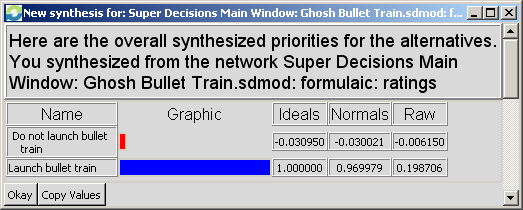 New synthesis for: Super Decisions Main Window: Ghosh Bullet Train.sdmod: f...
Here are the overall synthesized priorities for the alternatives.
You synthesized from the network Super Decisions Main
Window: Ghosh Bullet Train.sdmod: formulaic: ratings
Name Graphic Ideals Normals Raw
Do not launch bullet
train
-0.030950 -0.030021 -0.006150
Launch bullet train 1.000000 0.969979 0.198706
Okay Copy Values